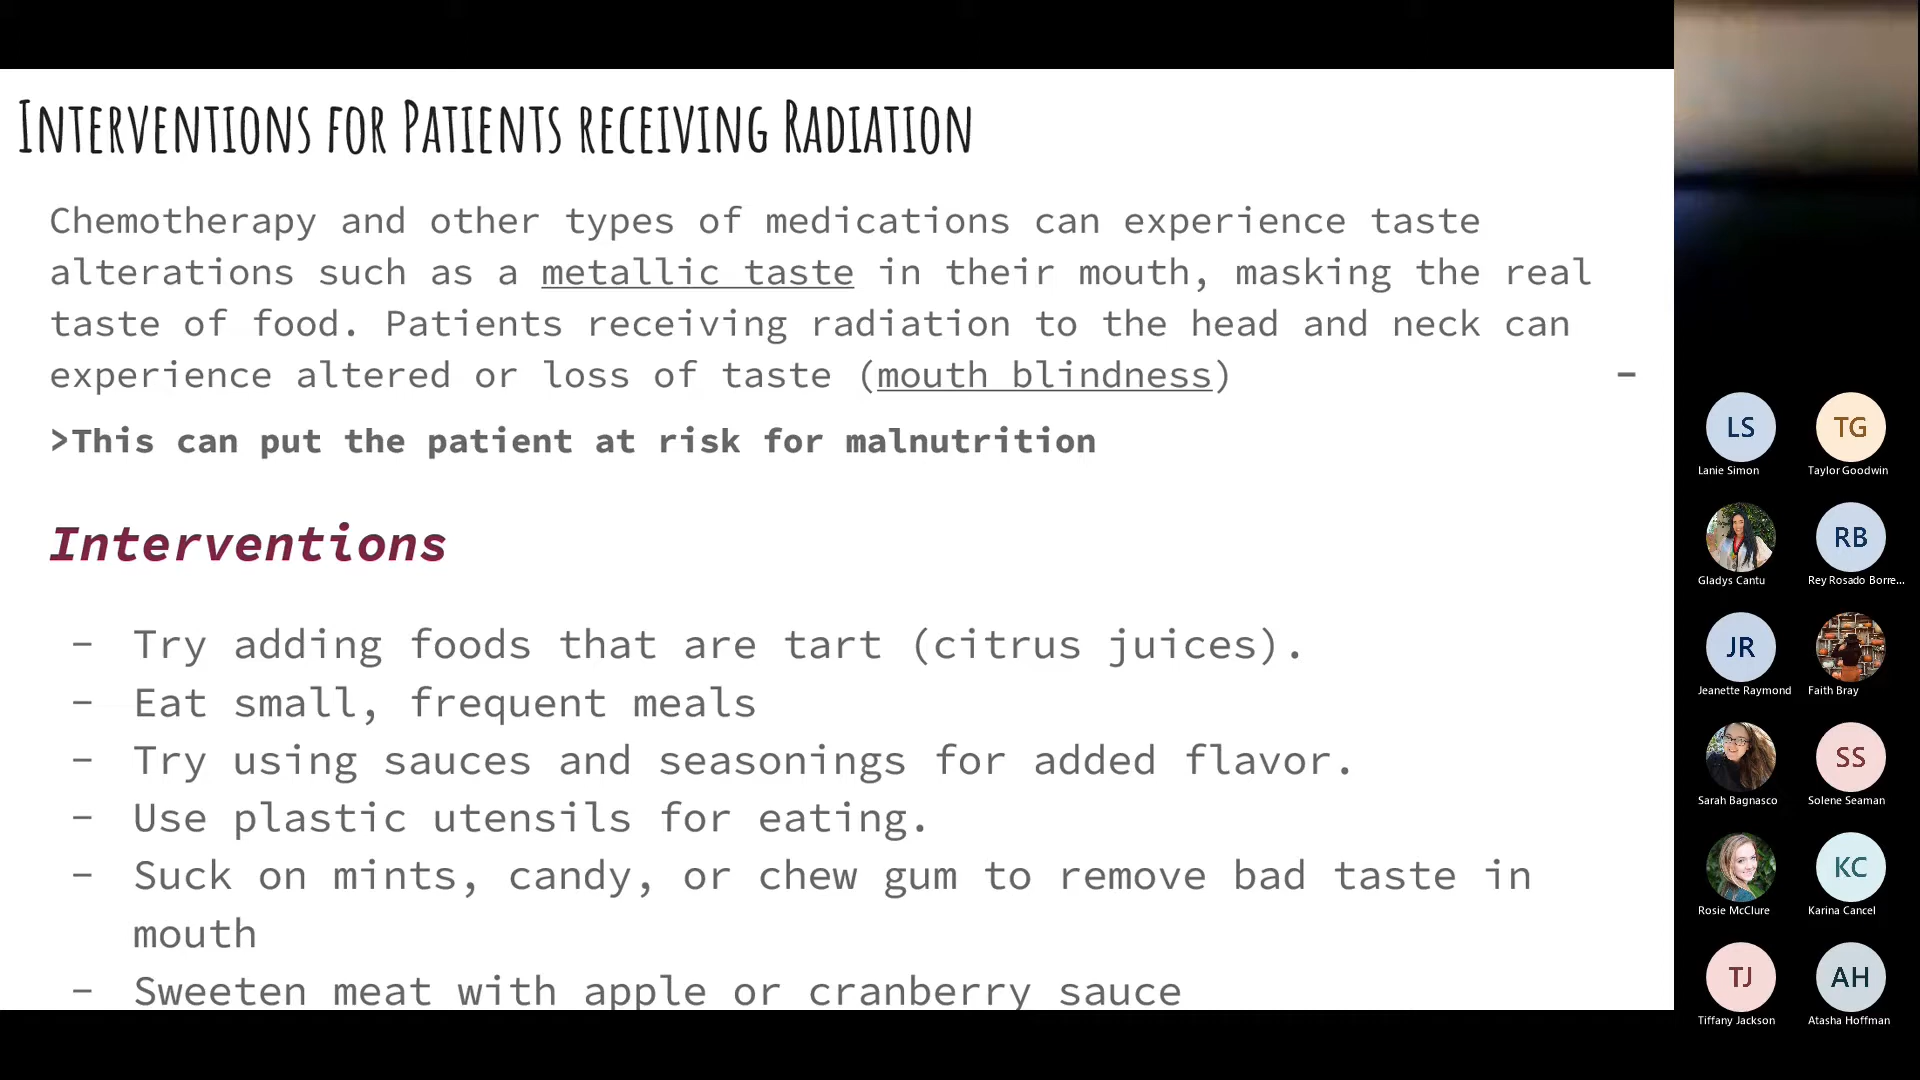 Interventions for Patients receiving Radiation
Chemotherapy and other types of medications can experience taste
alterations such as a metallic taste in their mouth, masking the real
taste of food. Patients receiving radiation to the head and neck can
experience altered or loss of taste (mouth blindness) -
>This can put the patient at risk for malnutrition
Interventions
- Try adding foods that are tart (citrus juices).
- Eat small, frequent meals
- Try using sauces and seasonings for added flavor.
- Use plastic utensils for eating.
- Suck on mints, candy, or chew gum to remove bad taste in
mouth
- Sweeten meat with apple or cranberry sauce
LS TG
Lanie Simon Taylor Goodwin
RB
Gladys Cantu Rey Rosado Borre...
JR
Jeanette Raymond Faith Bray
SS
Sarah Bagnasco Solene Seaman
KC
Rosie McClure Karina Cancel
TJ AH
Tiffany Jackson Atasha Hoffman